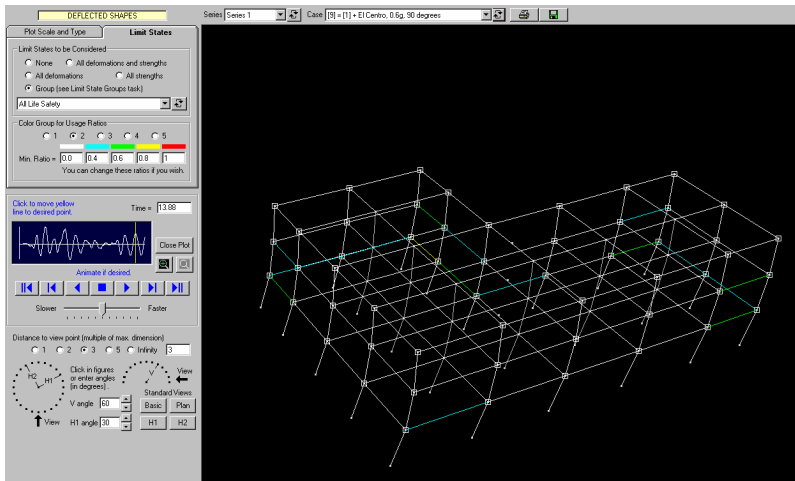 DEFLECTED SHAPES
Series Series 1 Case [9] = [1] + El Centro, 0.6g, 90 degrees
Plot Scale and Type Limit States
Limit States to be Considered
None All deformations and strengths
All deformations All strengths
Group (see Limit State Groups task)
All Life Safety
Color Group for Usage Ratios
1 2 3 4 5
Min. Ratio = 0.0 0.4 0.6 0.8 1
You can change these ratios if you wish.
Click to move yellow
line to desired point.
Time = 13.88
Close Plot
Animate if desired.
Slower Faster
Distance to view point (multiple of max. dimension)
1 2 3 5 Infinity 3
H2 H1
Click in figures
or enter angles
(in degrees).
V View
Standard Views
V angle 60 Basic Plan
View H1 angle 30 H1 H2